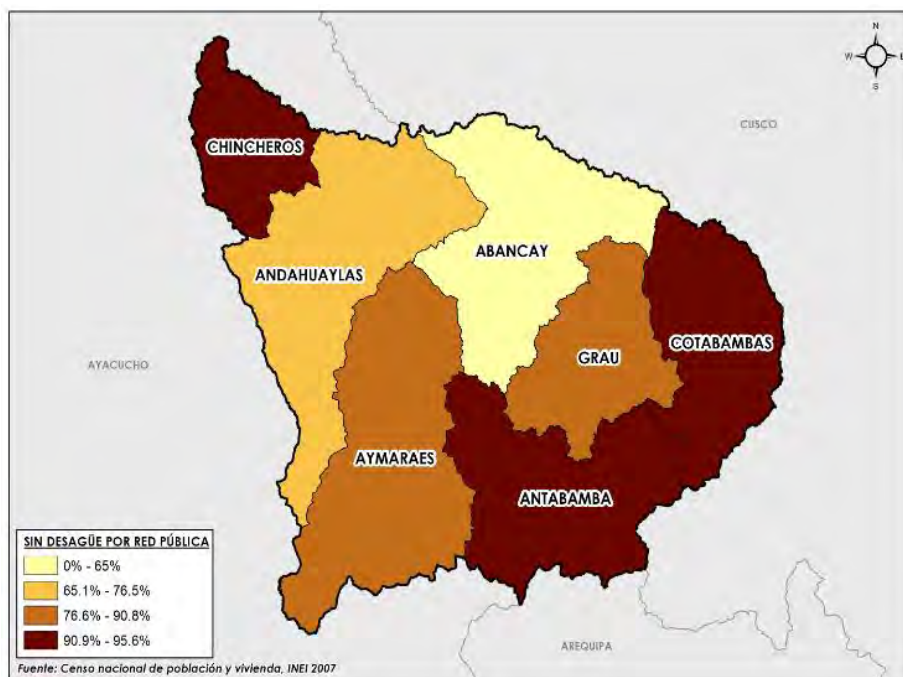 N
W
E
S
CUSCO
CHINCHEROS
ABANCAY
ANDAHUAYLAS
COTABAMBAS
GRAU
AYACUCHO
AYMARAES
ANTABAMBA
SIN DESAGÜE POR RED PÚBLICA
0% - 65%
65.1% - 76.5%
76.6% - 90.8%
90.9% - 95.6%
AREQUIPA
Fuente: Censo nacional de población y vivienda, INEI 2007